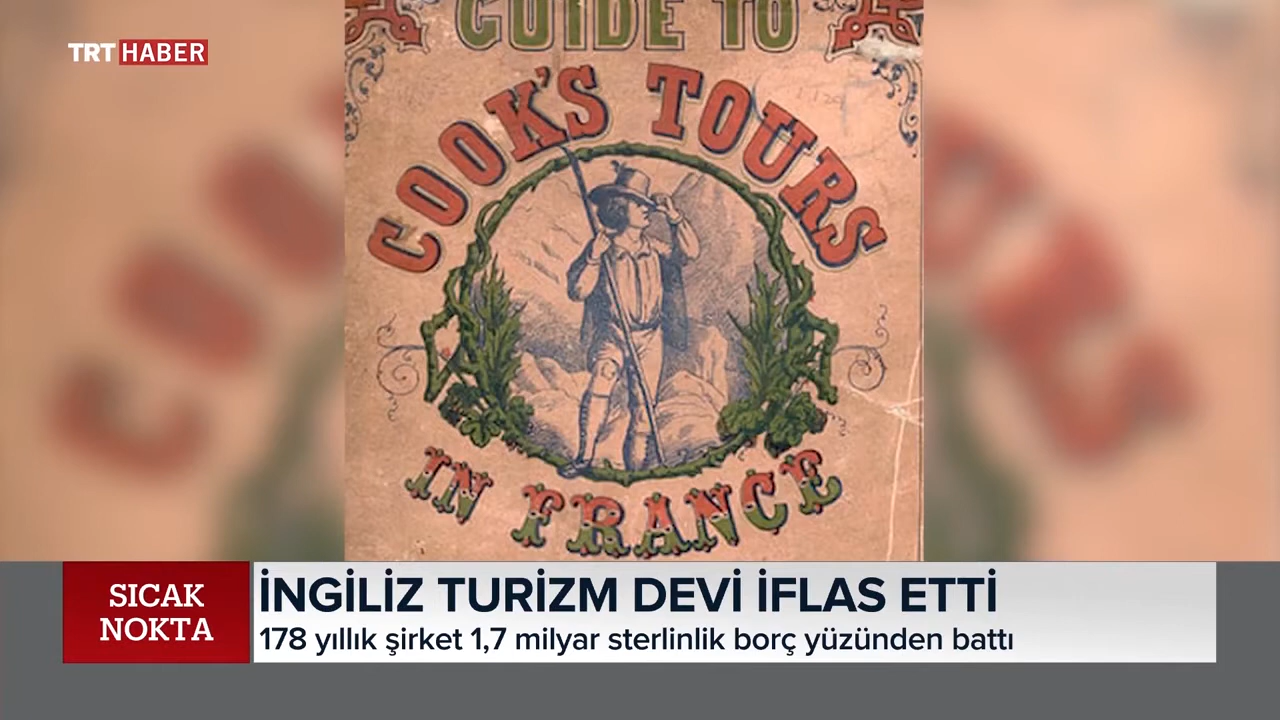 TRT HABER
GUIDE TO
COOK'S TOURS
IN FRANCE
SICAK
NOKTA
İNGİLİZ TURİZM DEVİ İFLAS ETTİ
178 yıllık şirket 1,7 milyar sterlinlik borç yüzünden battı